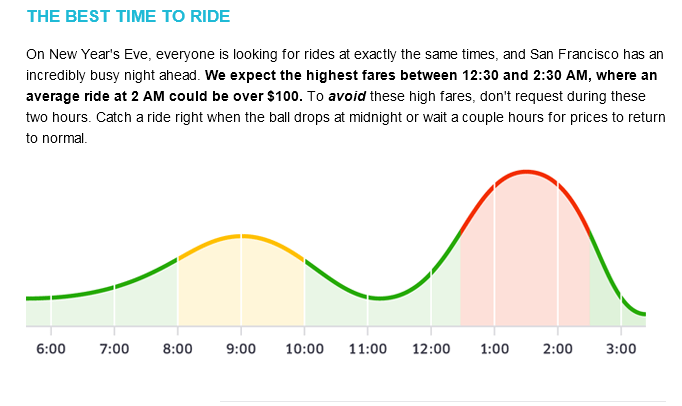 THE BEST TIME TO RIDE
On New Year's Eve, everyone is looking for rides at exactly the same times, and San Francisco has an
incredibly busy night ahead. We expect the highest fares between 12:30 and 2:30 AM, where an
average ride at 2 AM could be over $100. To avoid these high fares, don't request during these
two hours. Catch a ride right when the ball drops at midnight or wait a couple hours for prices to return
to normal.
6:00 7:00 8:00 9:00 10:00 11:00 12:00 1:00 2:00 3:00